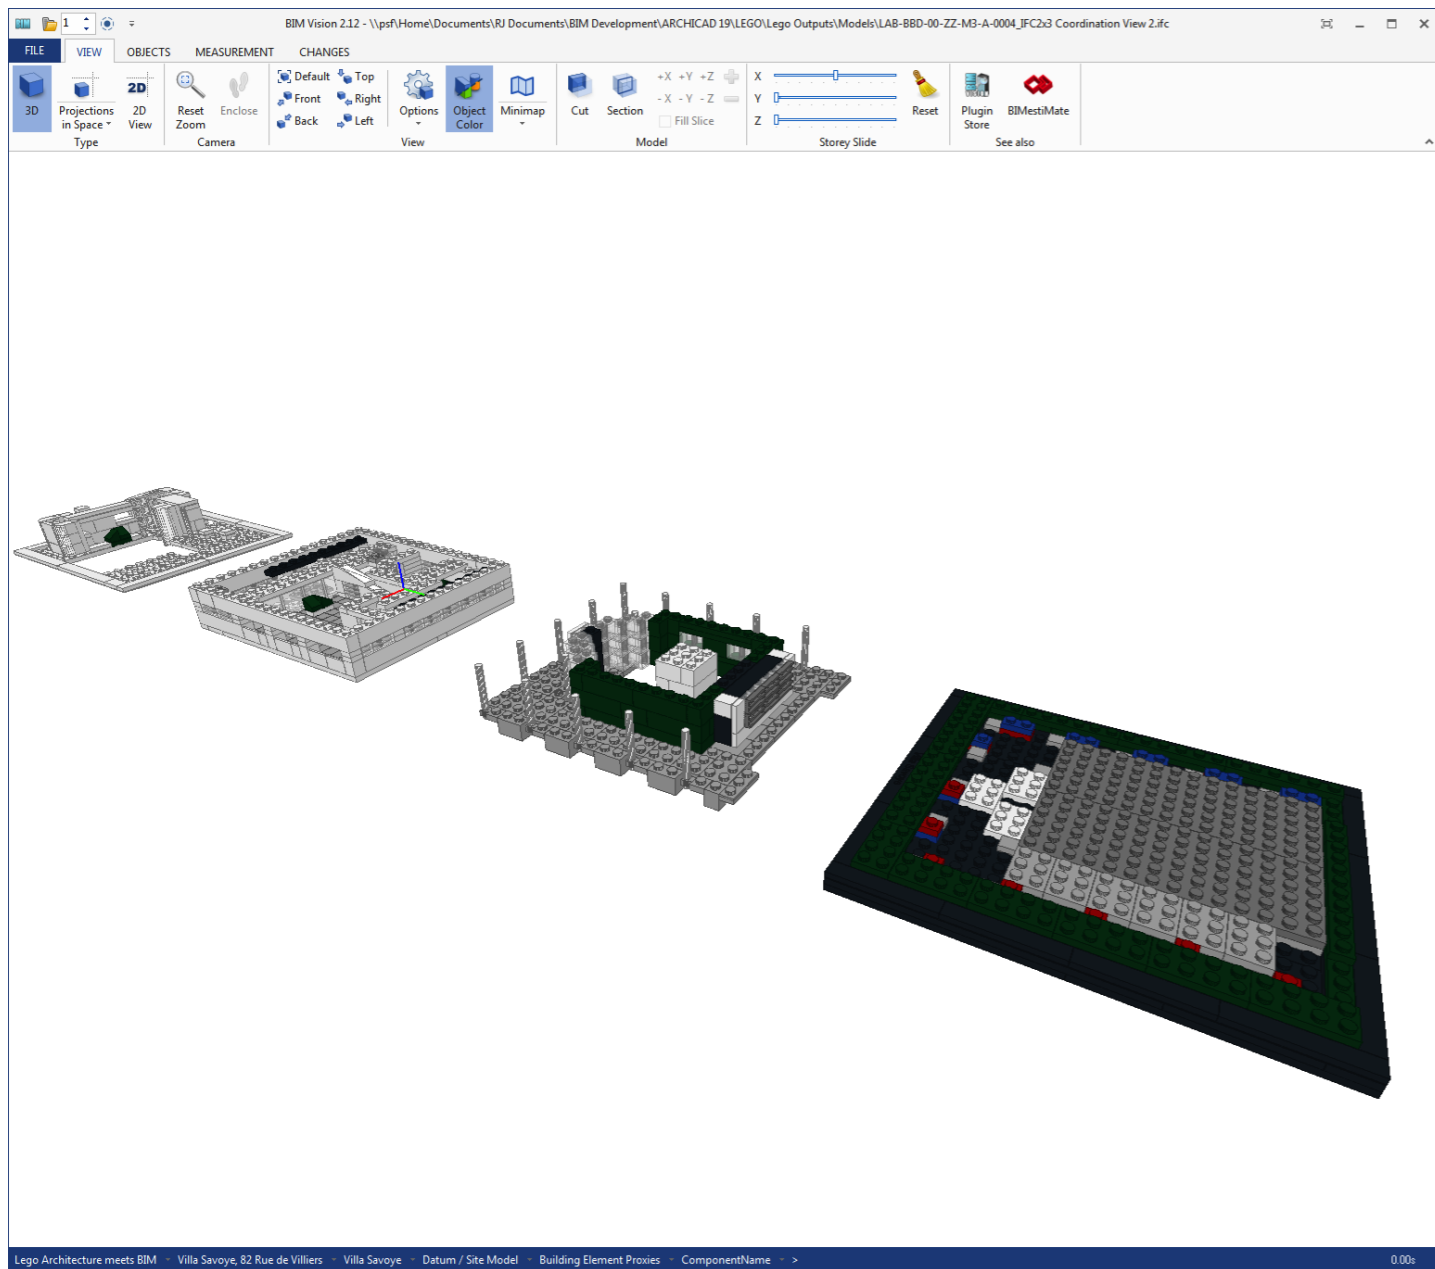 1
BIM Vision 2.12 - \\psf\Home\Documents\RJ Documents\BIM Development\ARCHICAD 19\LEGO\Lego Outputs\Models\LAB-BBD-00-ZZ-M3-A-0004_IFC2x3 Coordination View 2.ifc
FILE VIEW OBJECTS MEASUREMENT CHANGES
3D
Projections in Space
2D
2D View
Type
Reset Zoom
Enclose
Camera
Default Top
Front Right
Back Left
Options
Object Color
Minimap
View
Cut
Section
+X +Y +Z
-X -Y -Z
Fill Slice
Model
X
Y
Z
Reset
Storey Slide
Plugin Store
BIMestiMate
See also
Lego Architecture meets BIM Villa Savoye, 82 Rue de Villiers Villa Savoye Datum / Site Model Building Element Proxies ComponentName > 0.00s